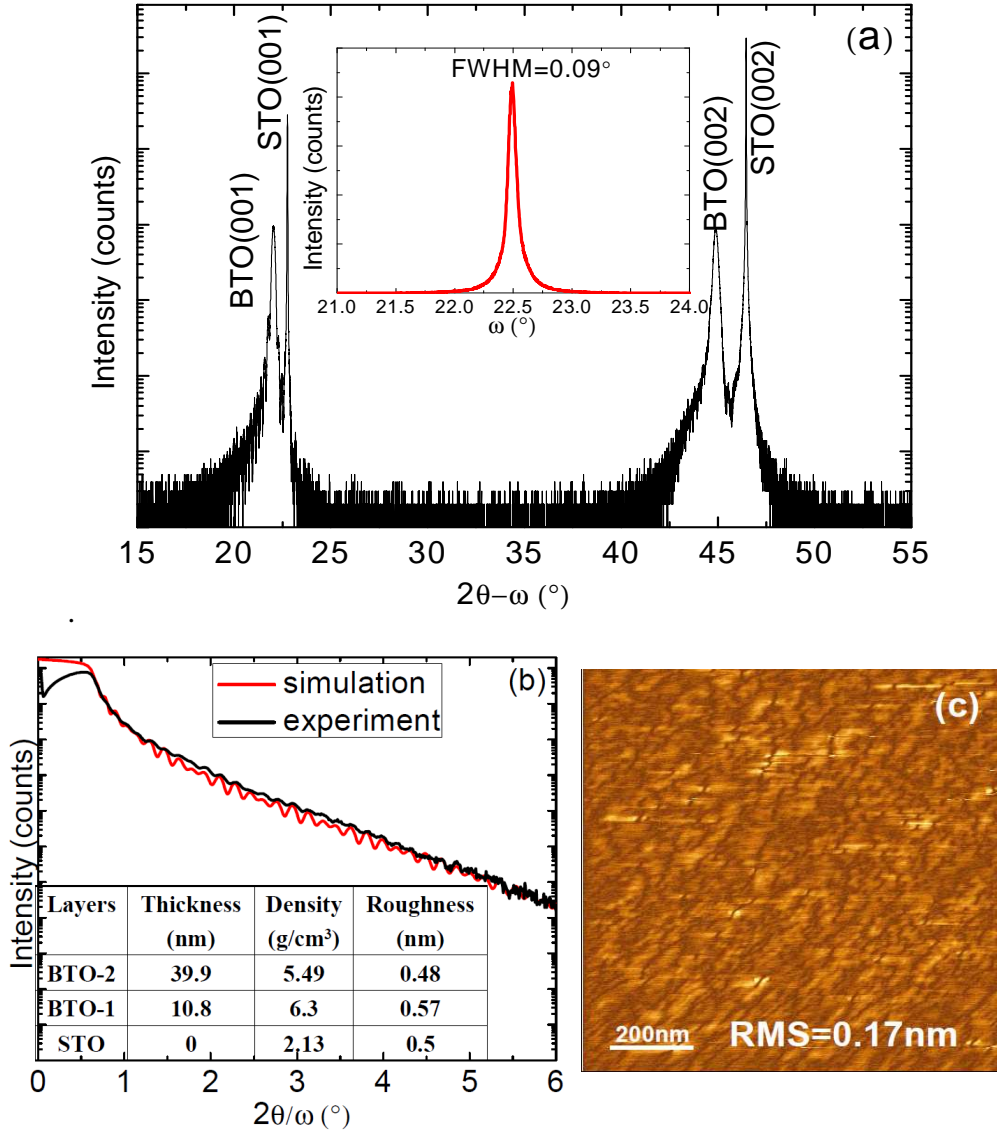 (a)
BTO(001)
STO(001)
BTO(002)
STO(002)
FWHM=0.09°
Intensity (counts)
21.0 21.5 22.0 22.5 23.0 23.5 24.0
ω (°)
Intensity (counts)
15 20 25 30 35 40 45 50 55
2θ−ω (°)
(b)
simulation
experiment
Intensity (counts)
Layers Thickness Density Roughness
(nm) (g/cm³) (nm)
BTO-2 39.9 5.49 0.48
BTO-1 10.8 6.3 0.57
STO 0 2.13 0.5
0 1 2 3 4 5 6
2θ/ω (°)
(c)
200nm RMS=0.17nm